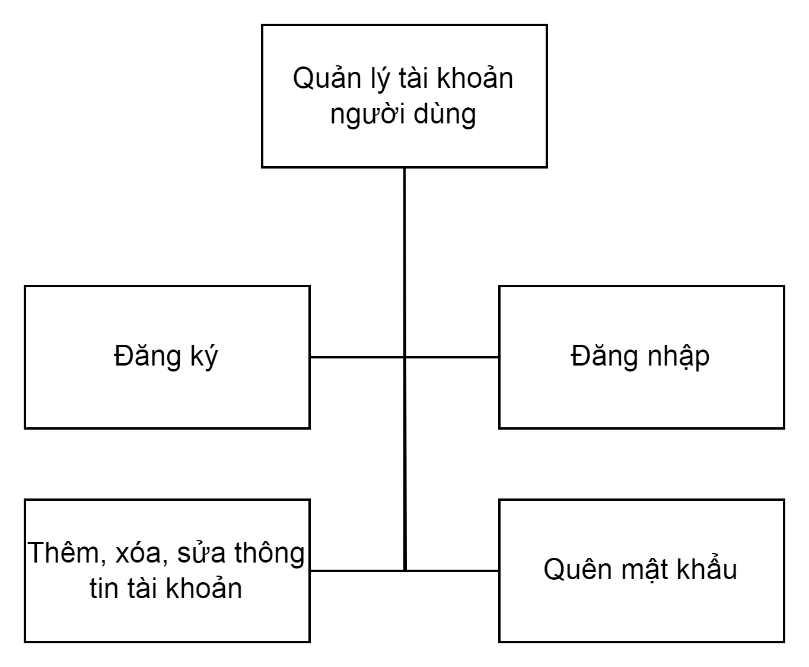 Quản lý tài khoản
người dùng
Đăng ký
Đăng nhập
Thêm, xóa, sửa thông
tin tài khoản
Quên mật khẩu